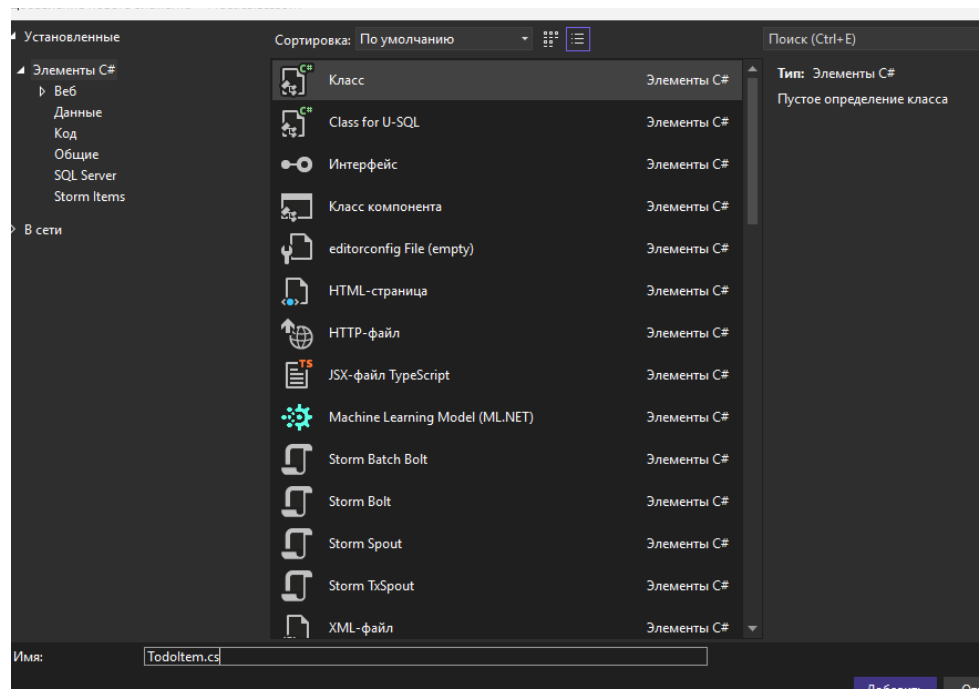 Установленные
Сортировка: По умолчанию
Поиск (Ctrl+E)
Элементы C#
Веб
Данные
Код
Общие
SQL Server
Storm Items
В сети
Класс Элементы C#
Class for U-SQL Элементы C#
Интерфейс Элементы C#
Класс компонента Элементы C#
editorconfig File (empty) Элементы C#
HTML-страница Элементы C#
HTTP-файл Элементы C#
JSX-файл TypeScript Элементы C#
Machine Learning Model (ML.NET) Элементы C#
Storm Batch Bolt Элементы C#
Storm Bolt Элементы C#
Storm Spout Элементы C#
Storm TxSpout Элементы C#
XML-файл Элементы C#
Тип: Элементы C#
Пустое определение класса
Имя: TodoItem.cs
Добавить